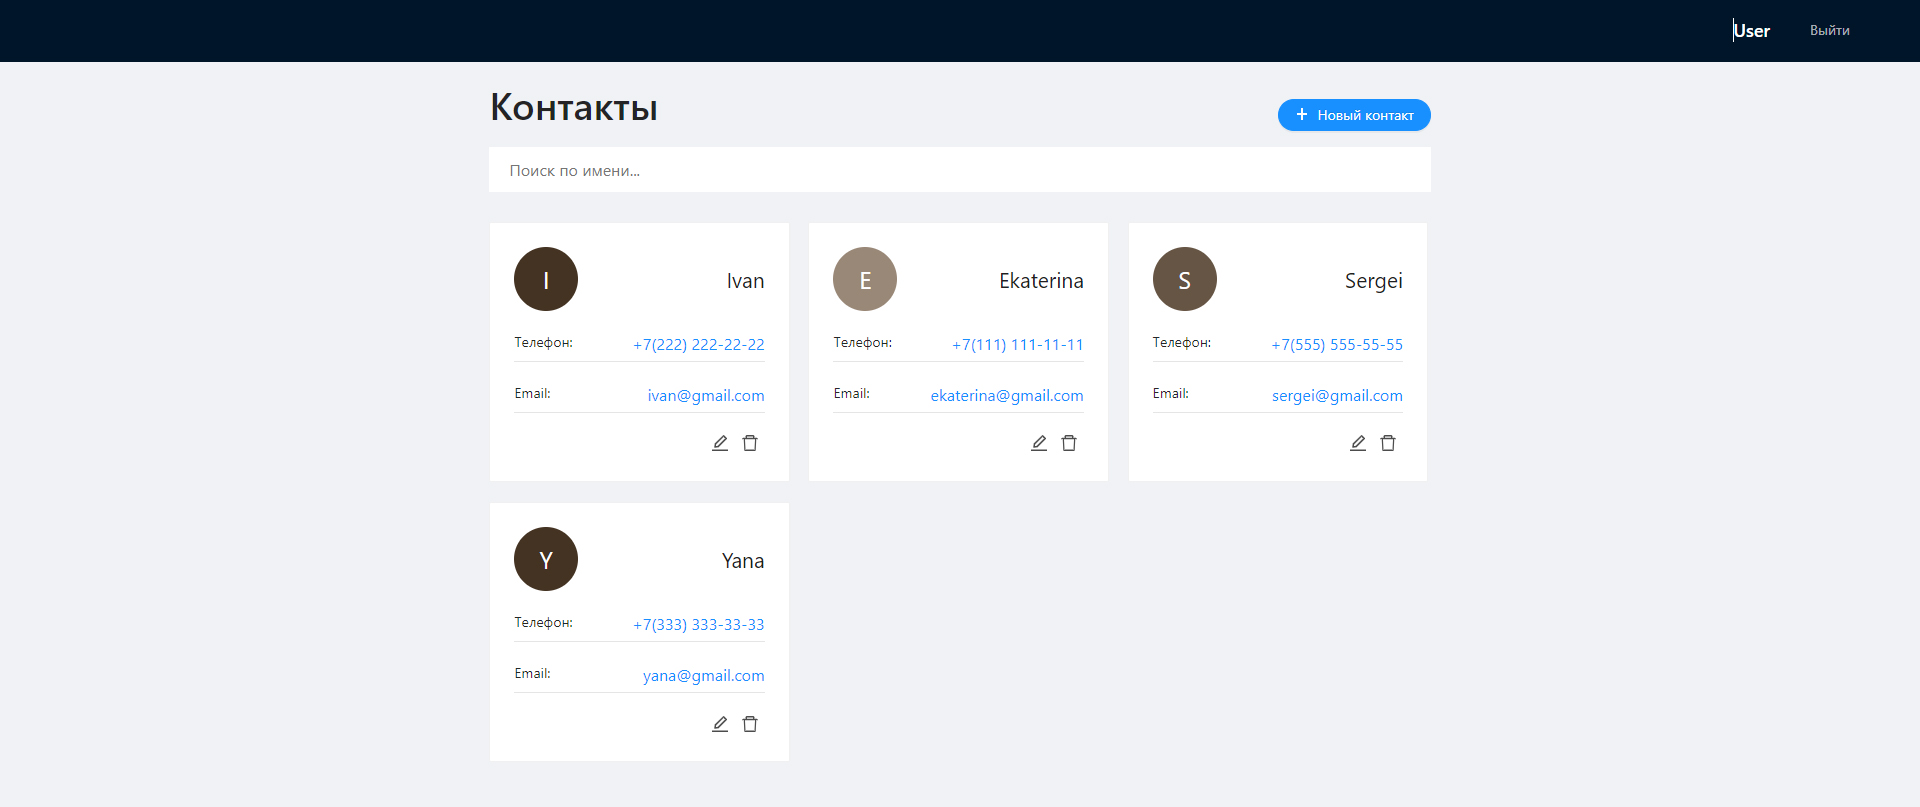 User Выйти
Контакты
+ Новый контакт
Поиск по имени...
I
Ivan
Телефон: +7(222) 222-22-22
Email: ivan@gmail.com
E
Ekaterina
Телефон: +7(111) 111-11-11
Email: ekaterina@gmail.com
S
Sergei
Телефон: +7(555) 555-55-55
Email: sergei@gmail.com
Y
Yana
Телефон: +7(333) 333-33-33
Email: yana@gmail.com